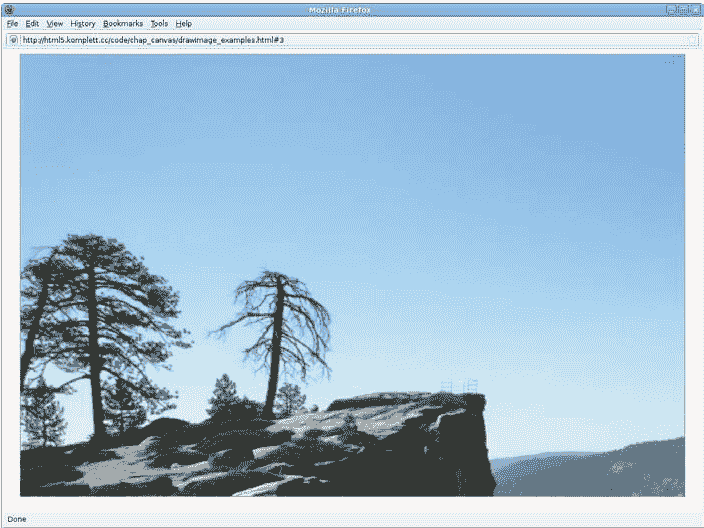 Mozilla Firefox
File Edit View History Bookmarks Tools Help
http://html5.komplett.cc/code/chap_canvas/drawImage_examples.html#3
Done